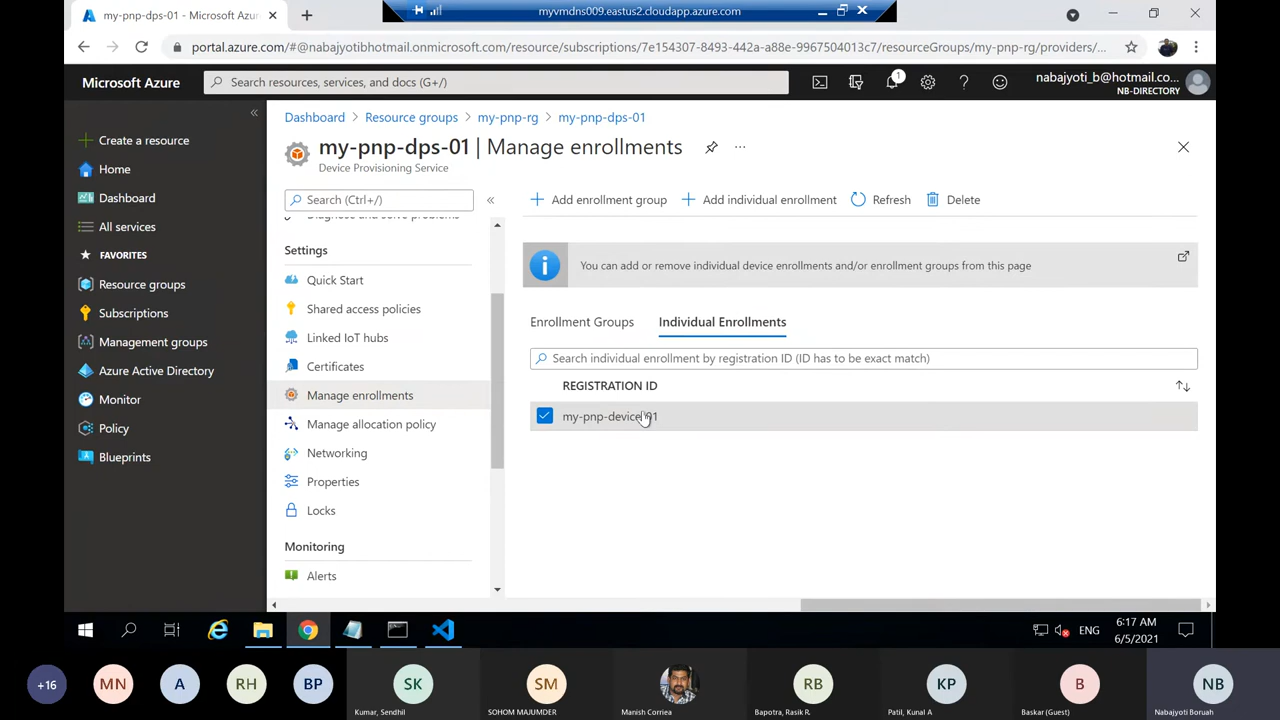 my-pnp-dps-01 - Microsoft Azure
myvmdns009.eastus2.cloudapp.azure.com
portal.azure.com/#@nabajyotibhotmail.onmicrosoft.com/resource/subscriptions/7e154307-8493-442a-a88e-9967504013c7/resourceGroups/my-pnp-rg/providers/...
Microsoft Azure
Search resources, services, and docs (G+/)
1
nabajyoti_b@hotmail.co...
NB-DIRECTORY
Create a resource
Home
Dashboard
All services
FAVORITES
Resource groups
Subscriptions
Management groups
Azure Active Directory
Monitor
Policy
Blueprints
Dashboard > Resource groups > my-pnp-rg > my-pnp-dps-01
my-pnp-dps-01 | Manage enrollments
Device Provisioning Service
Search (Ctrl+/)
Diagnose and solve problems
Settings
Quick Start
Shared access policies
Linked IoT hubs
Certificates
Manage enrollments
Manage allocation policy
Networking
Properties
Locks
Monitoring
Alerts
Add enrollment group
Add individual enrollment
Refresh
Delete
You can add or remove individual device enrollments and/or enrollment groups from this page
Enrollment Groups
Individual Enrollments
Search individual enrollment by registration ID (ID has to be exact match)
REGISTRATION ID
my-pnp-device-01
ENG
6:17 AM
6/5/2021
+16
MN
A
RH
BP
SK
Kumar, Sendhil
SM
SOHOM MAJUMDER
Manish Correia
RB
Bapotra, Rasik R.
KP
Patil, Kunal A
B
Baskar (Guest)
NB
Nabajyoti Boruah